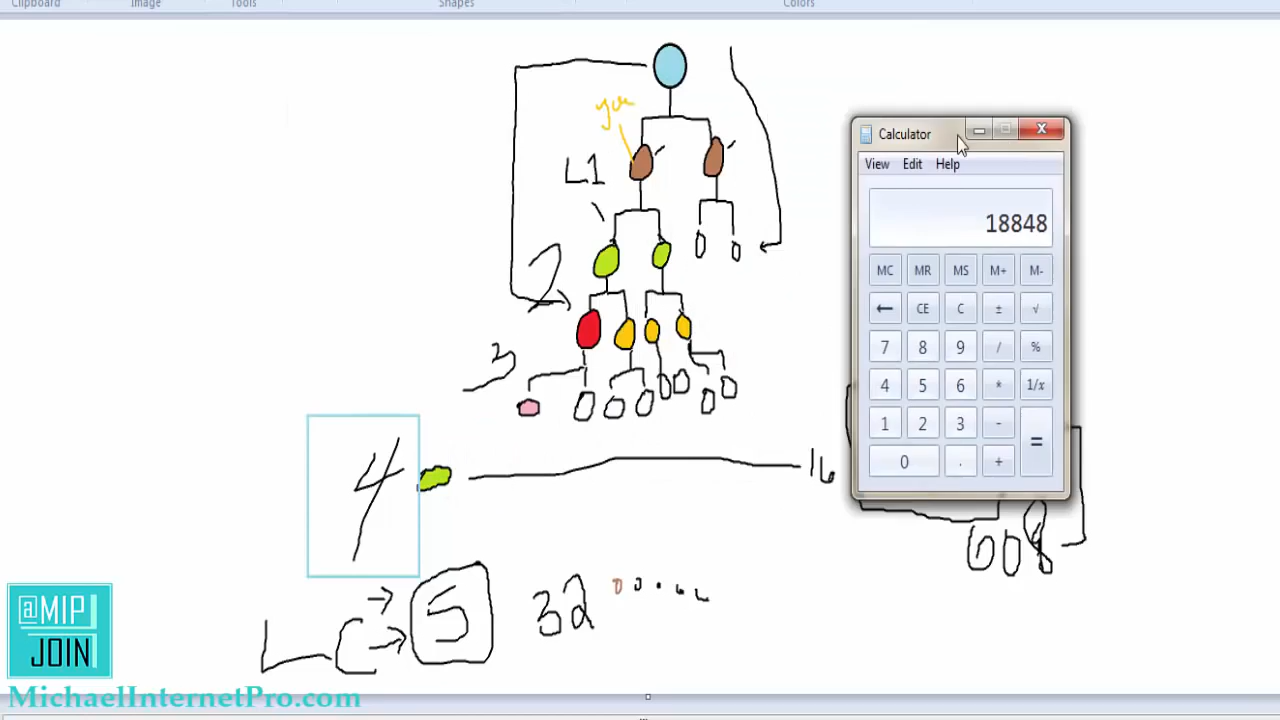 Clipboard
Image
Tools
Shapes
Colors
you
L1
2
3
4
16
L
5
32
608
Calculator
View Edit Help
18848
MC MR MS M+ M-
← CE C ± √
7 8 9 / %
4 5 6 * 1/x
1 2 3 - =
0 . +
@MIP
JOIN
MichaelInternetPro.com